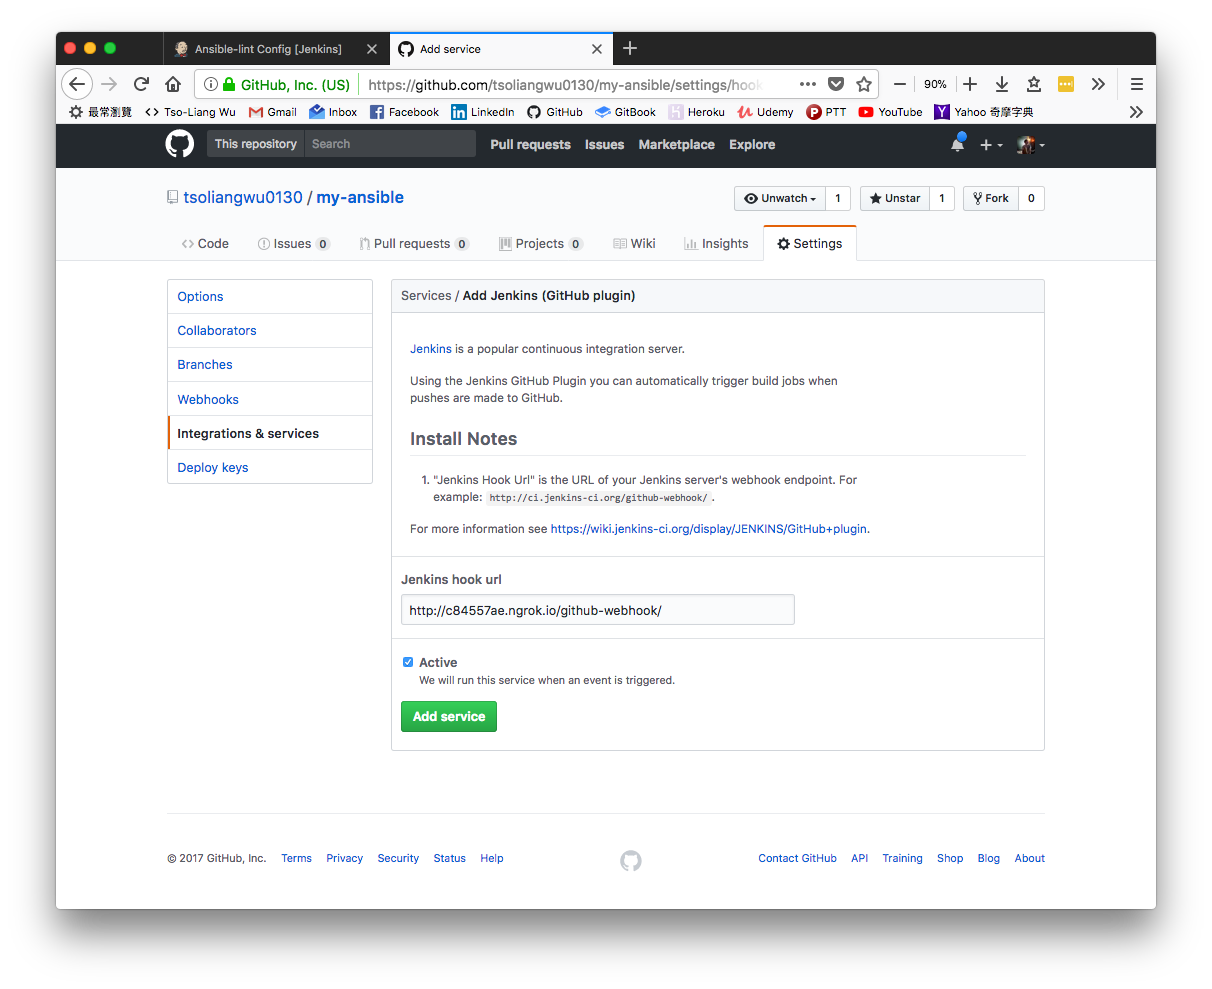 Ansible-lint Config [Jenkins]
Add service
GitHub, Inc. (US)
https://github.com/tsoliangwu0130/my-ansible/settings/hook
90%
最常瀏覽
Tso-Liang Wu
Gmail
Inbox
Facebook
LinkedIn
GitHub
GitBook
Heroku
Udemy
PTT
YouTube
Yahoo 奇摩字典
This repository
Search
Pull requests
Issues
Marketplace
Explore
tsoliangwu0130 / my-ansible
Unwatch 1
Unstar 1
Fork 0
Code
Issues 0
Pull requests 0
Projects 0
Wiki
Insights
Settings
Options
Collaborators
Branches
Webhooks
Integrations & services
Deploy keys
Services / Add Jenkins (GitHub plugin)
Jenkins is a popular continuous integration server.
Using the Jenkins GitHub Plugin you can automatically trigger build jobs when
pushes are made to GitHub.
Install Notes
1. "Jenkins Hook Url" is the URL of your Jenkins server's webhook endpoint. For
example: http://ci.jenkins-ci.org/github-webhook/ .
For more information see https://wiki.jenkins-ci.org/display/JENKINS/GitHub+plugin.
Jenkins hook url
http://c84557ae.ngrok.io/github-webhook/
Active
We will run this service when an event is triggered.
Add service
© 2017 GitHub, Inc.
Terms
Privacy
Security
Status
Help
Contact GitHub
API
Training
Shop
Blog
About